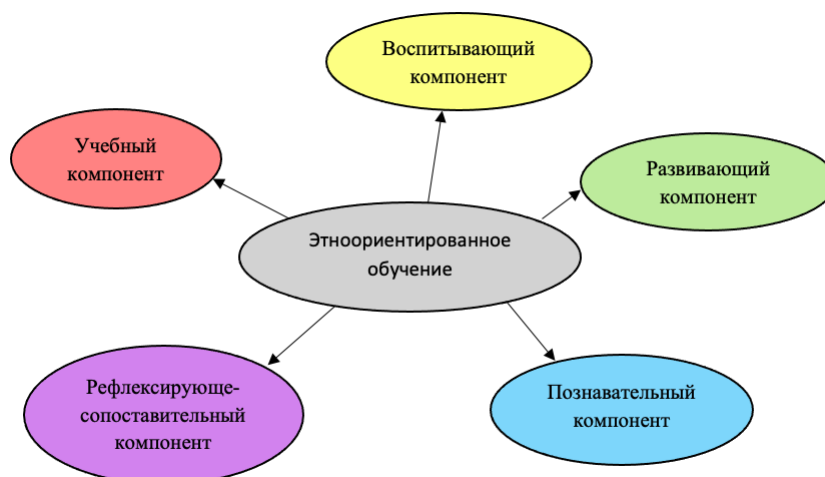 Воспитывающий
компонент
Учебный
компонент
Развивающий
компонент
Этноориентированное
обучение
Рефлексирующе-
сопоставительный
компонент
Познавательный
компонент